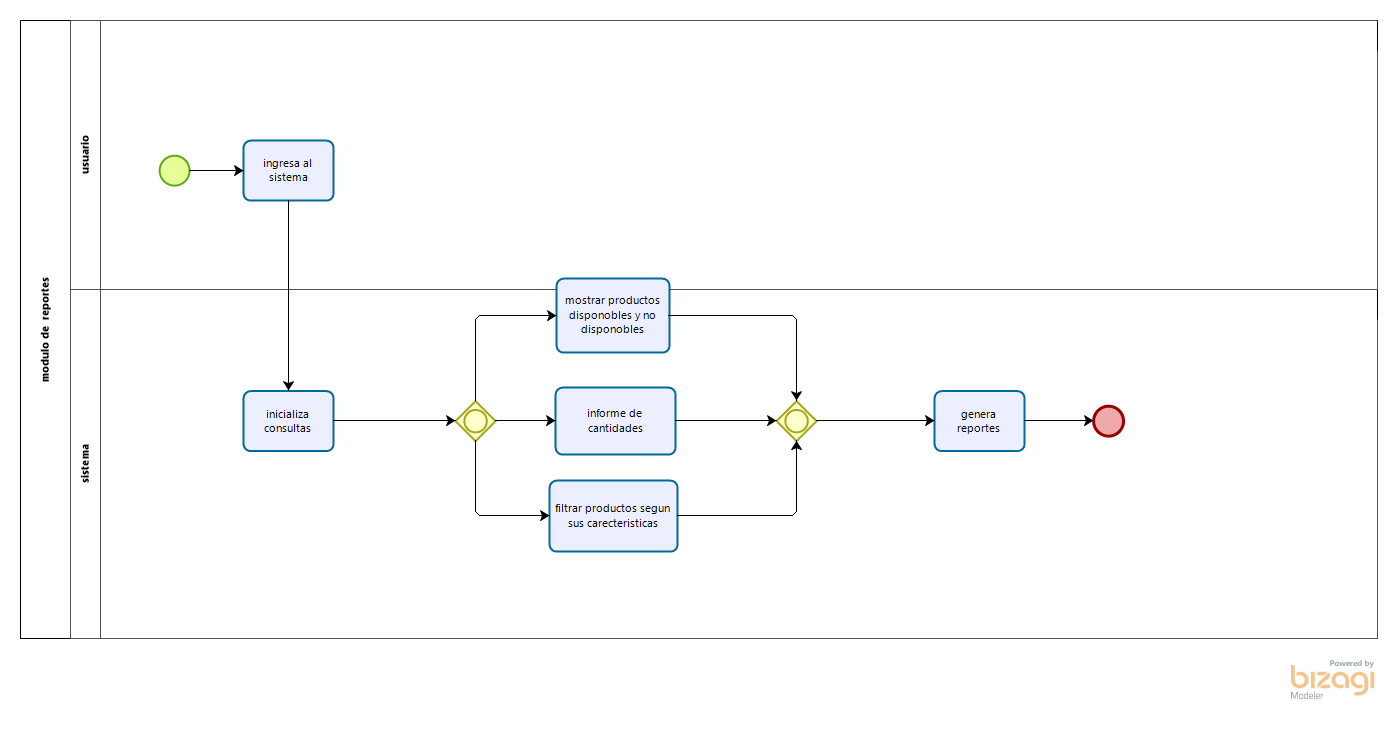 modulo de reportes
usuario
ingresa al
sistema
sistema
inicializa
consultas
mostrar productos
disponobles y no
disponobles
informe de
cantidades
filtrar productos segun
sus carecteristicas
genera
reportes
Powered by
bizagi
Modeler